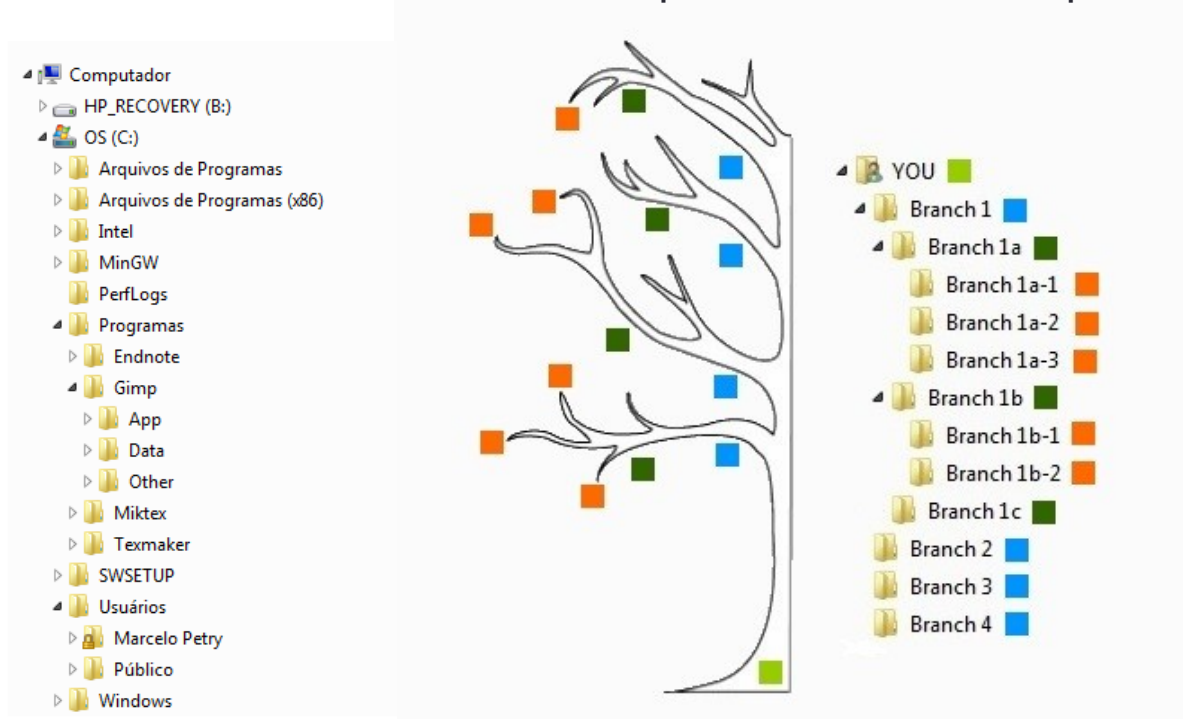 Computador
HP_RECOVERY (B:)
OS (C:)
Arquivos de Programas
Arquivos de Programas (x86)
Intel
MinGW
PerfLogs
Programas
Endnote
Gimp
App
Data
Other
Miktex
Texmaker
SWSETUP
Usuários
Marcelo Petry
Público
Windows
YOU
Branch 1
Branch 1a
Branch 1a-1
Branch 1a-2
Branch 1a-3
Branch 1b
Branch 1b-1
Branch 1b-2
Branch 1c
Branch 2
Branch 3
Branch 4